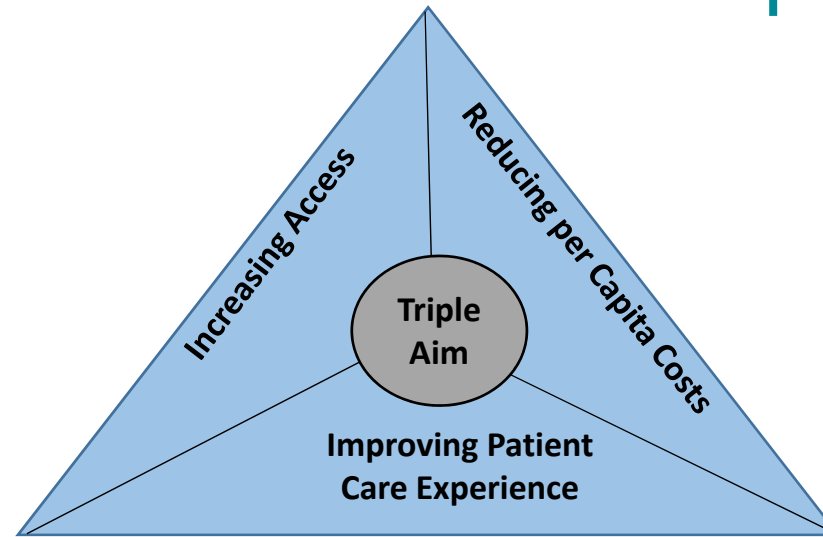 Increasing Access
Reducing per Capita Costs
Triple
Aim
Improving Patient
Care Experience